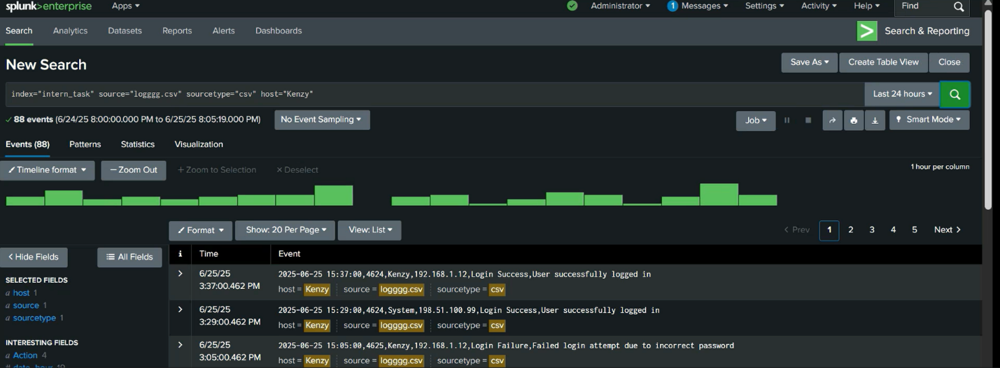 splunk>enterprise Apps ▾ Administrator ▾ 1 Messages ▾ Settings ▾ Activity ▾ Help ▾ Find
Search Analytics Datasets Reports Alerts Dashboards > Search & Reporting
New Search Save As ▾ Create Table View Close
index="intern_task" source="logggg.csv" sourcetype="csv" host="Kenzy" Last 24 hours ▾
✓ 88 events (6/24/25 8:00:00.000 PM to 6/25/25 8:05:19.000 PM) No Event Sampling ▾ Job ▾ Smart Mode ▾
Events (88) Patterns Statistics Visualization
Timeline format ▾ — Zoom Out + Zoom to Selection × Deselect 1 hour per column
Format ▾ Show: 20 Per Page ▾ View: List ▾ < Prev 1 2 3 4 5 Next >
< Hide Fields All Fields i Time Event
SELECTED FIELDS
a host 1
a source 1
a sourcetype 1
INTERESTING FIELDS
a Action 4
# date_hour 19
> 6/25/25 3:37:00.462 PM 2025-06-25 15:37:00,4624,Kenzy,192.168.1.12,Login Success,User successfully logged in
host = Kenzy source = logggg.csv sourcetype = csv
> 6/25/25 3:29:00.462 PM 2025-06-25 15:29:00,4624,System,198.51.100.99,Login Success,User successfully logged in
host = Kenzy source = logggg.csv sourcetype = csv
> 6/25/25 3:05:00.462 PM 2025-06-25 15:05:00,4625,Kenzy,192.168.1.12,Login Failure,Failed login attempt due to incorrect password
host = Kenzy source = logggg.csv sourcetype = csv